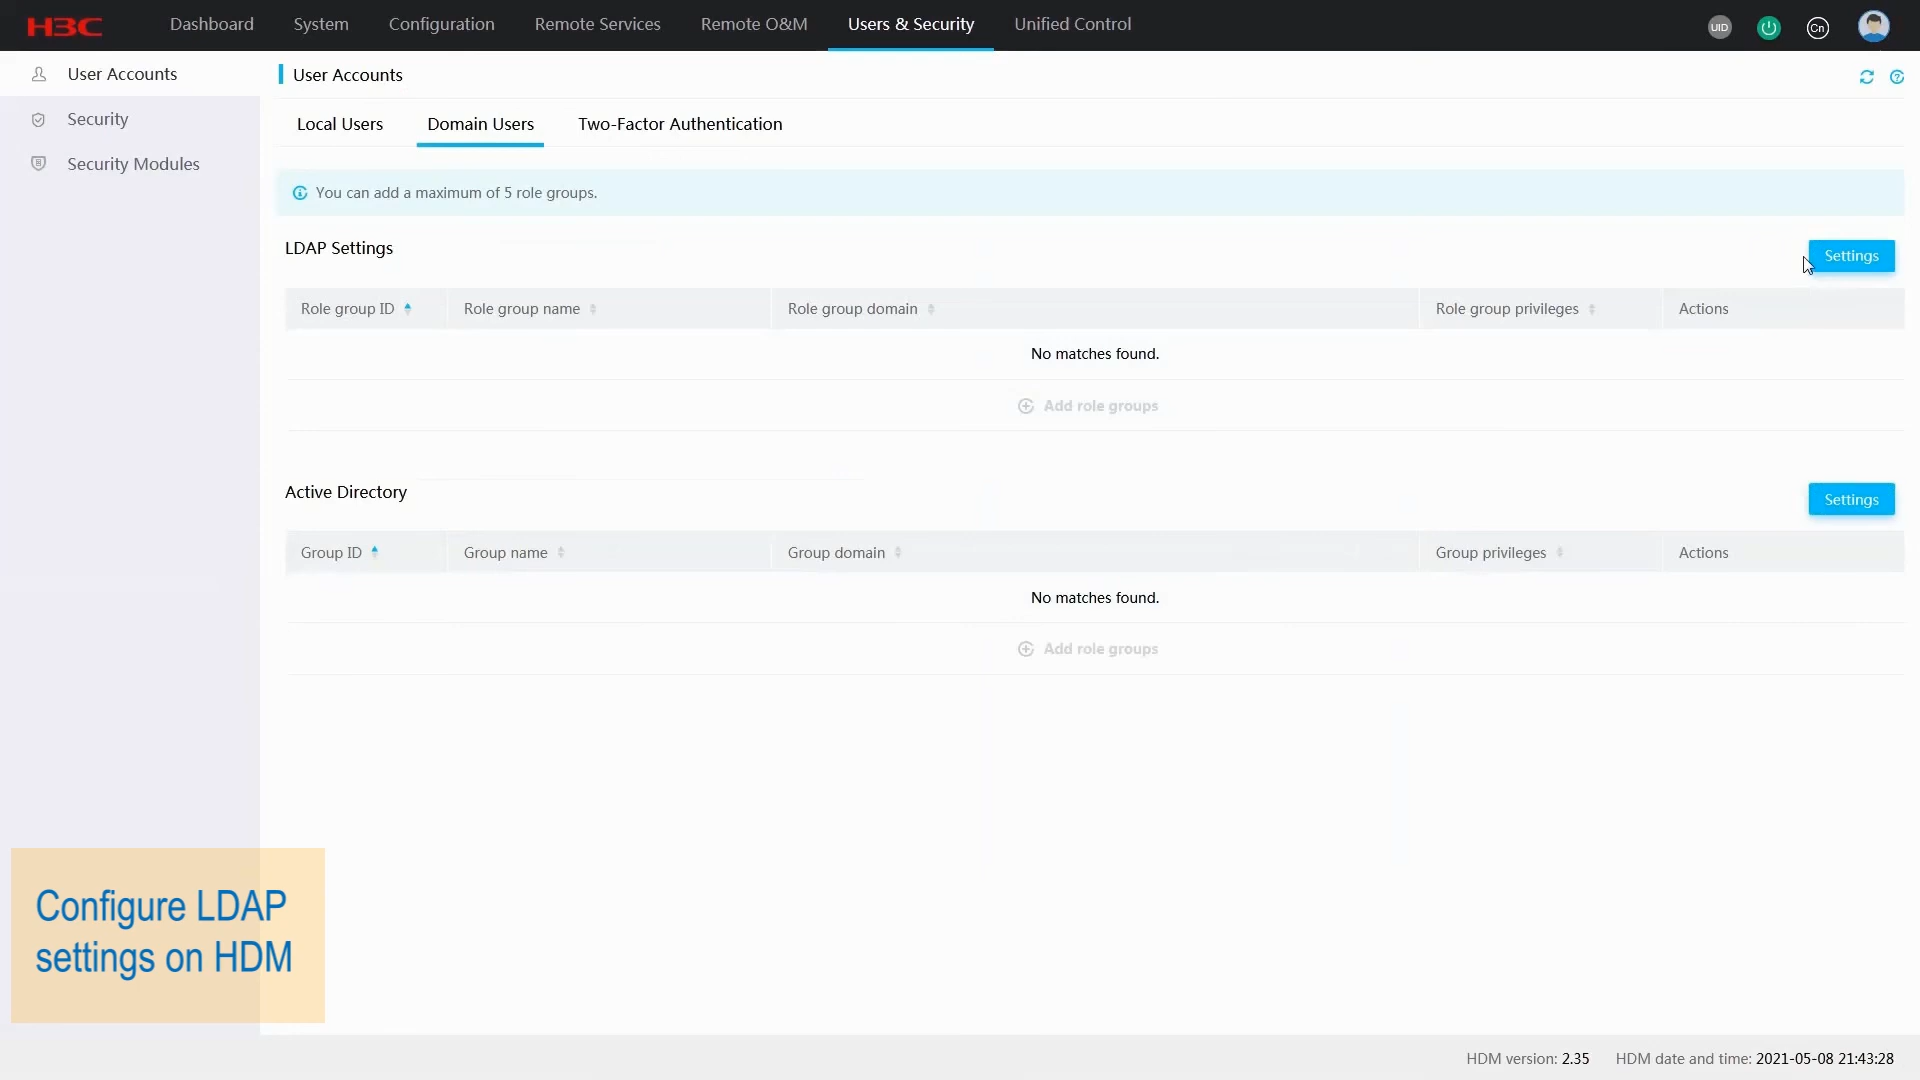 H3C Dashboard System Configuration Remote Services Remote O&M Users & Security Unified Control UID Cn
User Accounts
Security
Security Modules
User Accounts
Local Users Domain Users Two-Factor Authentication
You can add a maximum of 5 role groups.
LDAP Settings Settings
Role group ID Role group name Role group domain Role group privileges Actions
No matches found.
Add role groups
Active Directory Settings
Group ID Group name Group domain Group privileges Actions
No matches found.
Add role groups
Configure LDAP
settings on HDM
HDM version: 2.35 HDM date and time: 2021-05-08 21:43:28